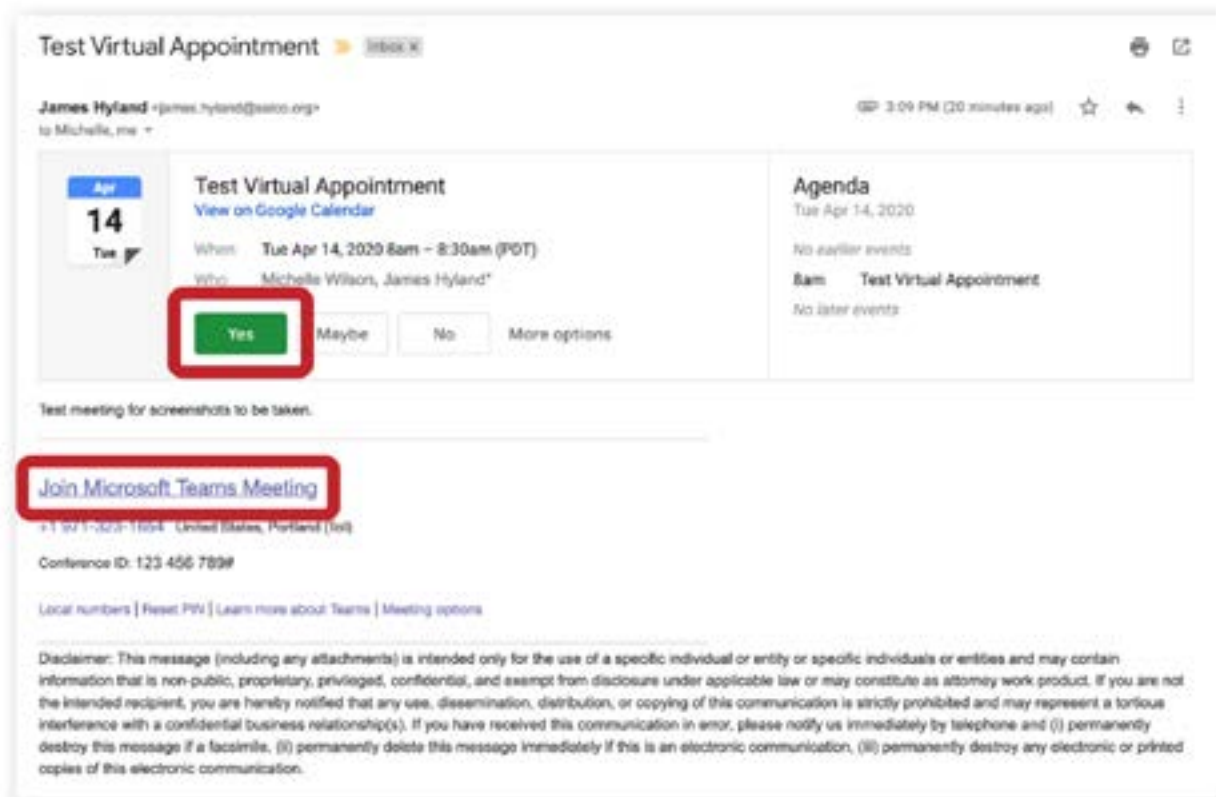 Test Virtual Appointment Inbox x
James Hyland <james.hyland@ssico.org> 3:09 PM (20 minutes ago)
to Michelle, me
Apr
14
Tue
Test Virtual Appointment
View on Google Calendar
When Tue Apr 14, 2020 8am – 8:30am (PDT)
Who Michelle Wilson, James Hyland*
Yes Maybe No More options
Agenda
Tue Apr 14, 2020
No earlier events
8am Test Virtual Appointment
No later events
Test meeting for screenshots to be taken.
Join Microsoft Teams Meeting
+1 971-323-1654 United States, Portland (Toll)
Conference ID: 123 456 789#
Local numbers | Reset PIN | Learn more about Teams | Meeting options
Disclaimer: This message (including any attachments) is intended only for the use of a specific individual or entity or specific individuals or entities and may contain
information that is non-public, proprietary, privileged, confidential, and exempt from disclosure under applicable law or may constitute as attorney work product. If you are not
the intended recipient, you are hereby notified that any use, dissemination, distribution, or copying of this communication is strictly prohibited and may represent a tortious
interference with a confidential business relationship(s). If you have received this communication in error, please notify us immediately by telephone and (i) permanently
destroy this message if a facsimile, (ii) permanently delete this message immediately if this is an electronic communication, (iii) permanently destroy any electronic or printed
copies of this electronic communication.